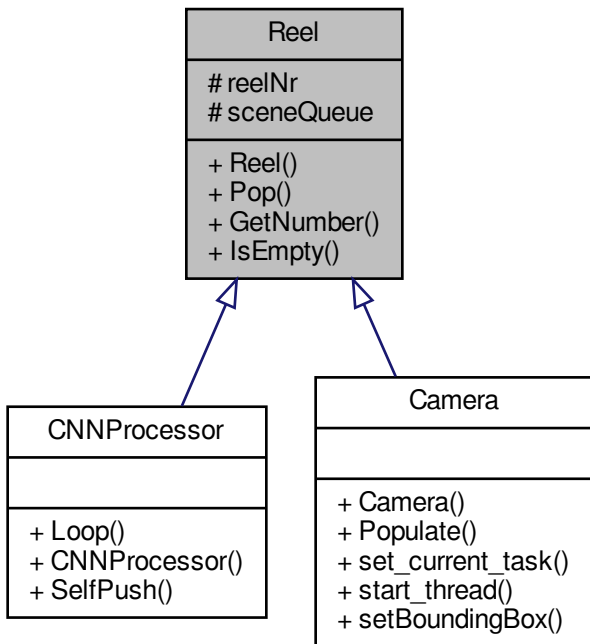 Reel
# reelNr
# sceneQueue
+ Reel()
+ Pop()
+ GetNumber()
+ IsEmpty()
CNNProcessor
+ Loop()
+ CNNProcessor()
+ SelfPush()
Camera
+ Camera()
+ Populate()
+ set_current_task()
+ start_thread()
+ setBoundingBox()